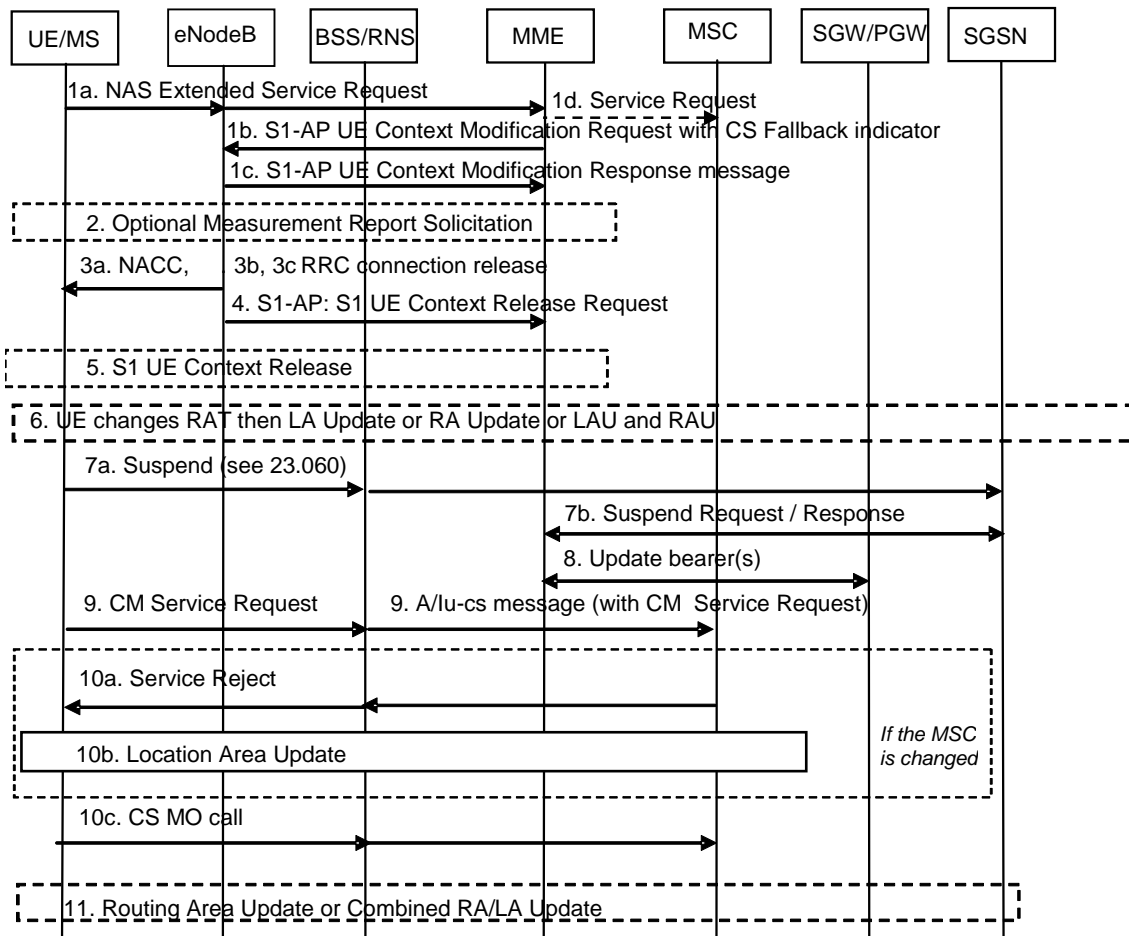 UE/MS
eNodeB
BSS/RNS
MME
MSC
SGW/PGW
SGSN
1a. NAS Extended Service Request
1d. Service Request
1b. S1-AP UE Context Modification Request with CS Fallback indicator
1c. S1-AP UE Context Modification Response message
2. Optional Measurement Report Solicitation
3a. NACC, . 3b, 3c RRC connection release
4. S1-AP: S1 UE Context Release Request
5. S1 UE Context Release
6. UE changes RAT then LA Update or RA Update or LAU and RAU
7a. Suspend (see 23.060)
7b. Suspend Request / Response
8. Update bearer(s)
9. CM Service Request
9. A/Iu-cs message (with CM Service Request)
10a. Service Reject
If the MSC
is changed
10b. Location Area Update
10c. CS MO call
11. Routing Area Update or Combined RA/LA Update